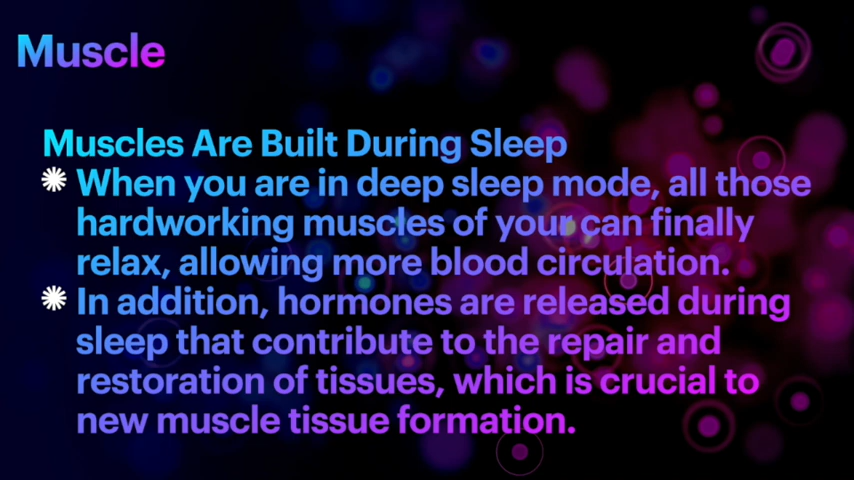 Muscle
Muscles Are Built During Sleep
When you are in deep sleep mode, all those
hardworking muscles of your can finally
relax, allowing more blood circulation.
In addition, hormones are released during
sleep that contribute to the repair and
restoration of tissues, which is crucial to
new muscle tissue formation.